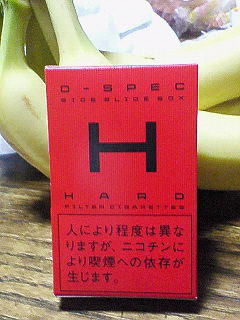 D-SPEC
SIDE SLIDE BOX
H
HARD
FILTER CIGARETTES
人により程度は異な
りますが、ニコチンに
より喫煙への依存が
生じます。